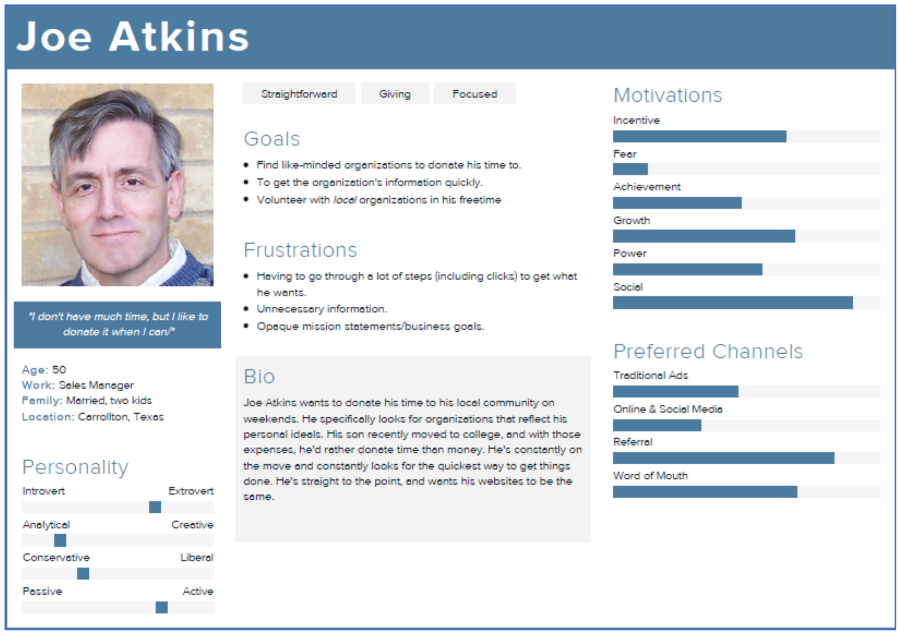 Joe Atkins
"I don't have much time, but I like to
donate it when I can/"
Age: 50
Work: Sales Manager
Family: Married, two kids
Location: Carrollton, Texas
Personality
Introvert Extrovert
Analytical Creative
Conservative Liberal
Passive Active
Straightforward Giving Focused
Goals
• Find like-minded organizations to donate his time to.
• To get the organization's information quickly.
• Volunteer with local organizations in his freetime
Frustrations
• Having to go through a lot of steps (including clicks) to get what
he wants.
• Unnecessary information.
• Opaque mission statements/business goals.
Bio
Joe Atkins wants to donate his time to his local community on
weekends. He specifically looks for organizations that reflect his
personal ideals. His son recently moved to college, and with those
expenses, he'd rather donate time than money. He's constantly on
the move and constantly looks for the quickest way to get things
done. He's straight to the point, and wants his websites to be the
same.
Motivations
Incentive
Fear
Achievement
Growth
Power
Social
Preferred Channels
Traditional Ads
Online & Social Media
Referral
Word of Mouth